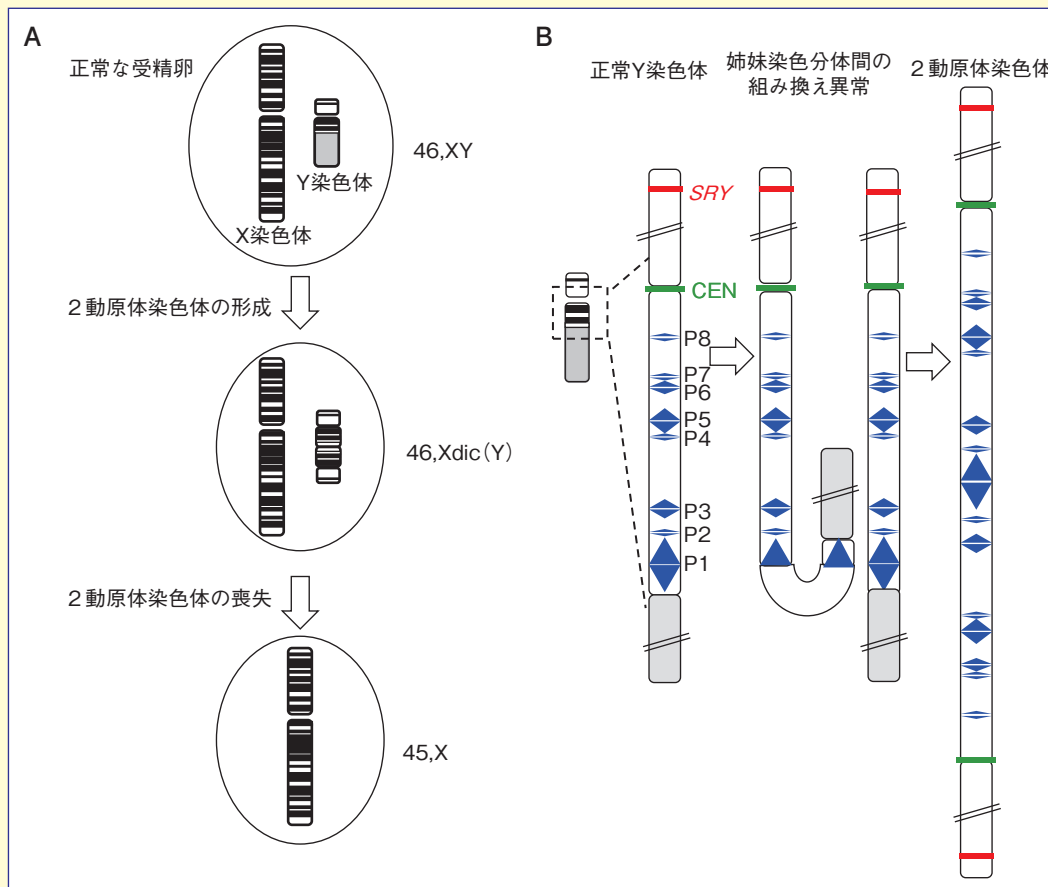 A
正常な受精卵
46,XY
Y染色体
X染色体
2動原体染色体の形成
46,Xdic(Y)
2動原体染色体の喪失
45,X
B
正常Y染色体
姉妹染色分体間の
組み換え異常
2動原体染色体
SRY
CEN
P8
P7
P6
P5
P4
P3
P2
P1